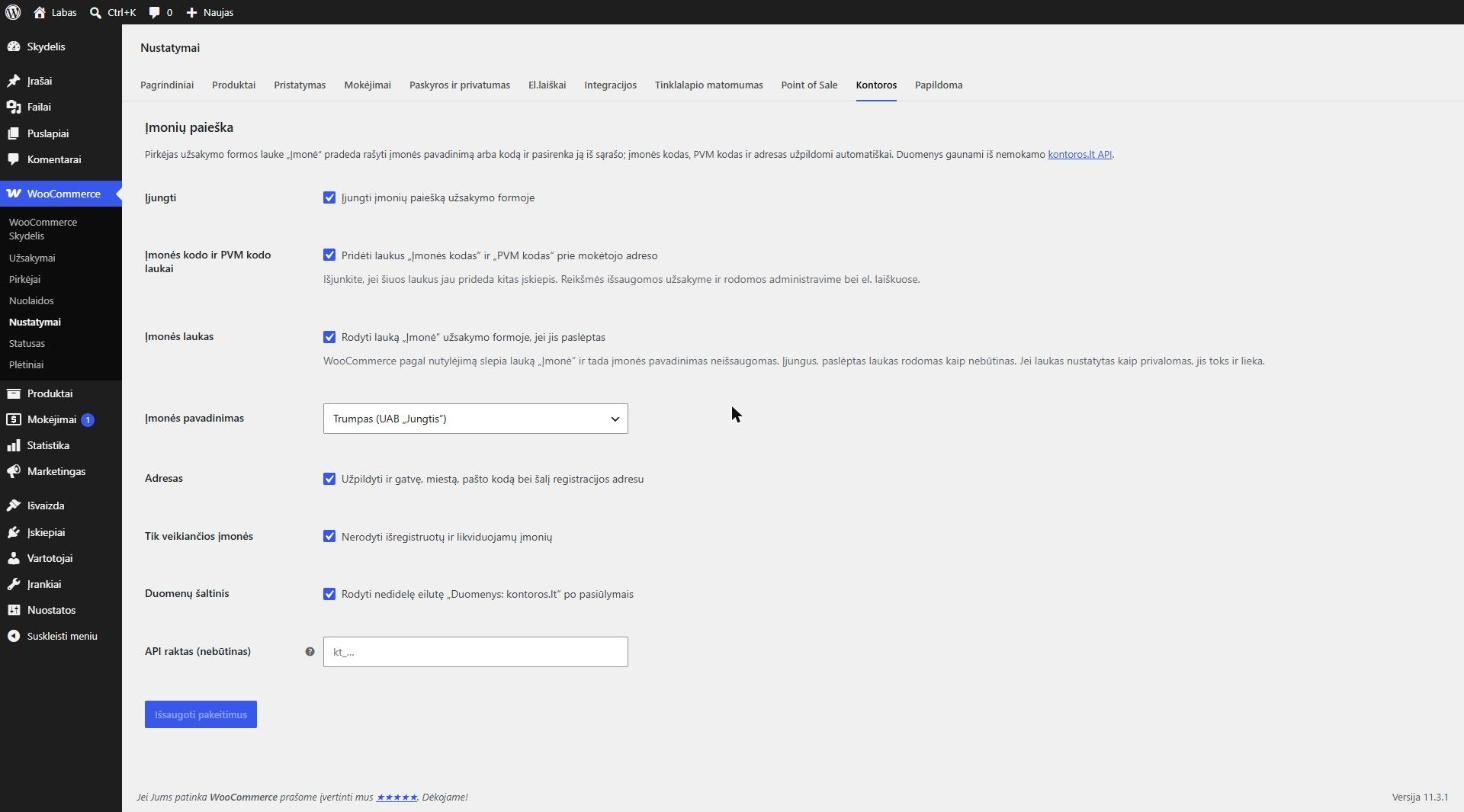 Labas
Ctrl+K
0
Naujas
Skydelis
Įrašai
Failai
Puslapiai
Komentarai
WooCommerce
WooCommerce
Skydelis
Užsakymai
Pirkėjai
Nuolaidos
Nustatymai
Statusas
Plėtiniai
Produktai
Mokėjimai 1
Statistika
Marketingas
Išvaizda
Įskiepiai
Vartotojai
Įrankiai
Nuostatos
Suskleisti meniu
Nustatymai
Pagrindiniai Produktai Pristatymas Mokėjimai Paskyros ir privatumas El.laiškai Integracijos Tinklalapio matomumas Point of Sale Kontoros Papildoma
Įmonių paieška
Pirkėjas užsakymo formos lauke „Įmonė“ pradeda rašyti įmonės pavadinimą arba kodą ir pasirenka ją iš sąrašo; įmonės kodas, PVM kodas ir adresas užpildomi automatiškai. Duomenys gaunami iš nemokamo kontoros.lt API.
Įjungti
Įjungti įmonių paiešką užsakymo formoje
Įmonės kodo ir PVM kodo
laukai
Pridėti laukus „Įmonės kodas“ ir „PVM kodas“ prie mokėtojo adreso
Išjunkite, jei šiuos laukus jau prideda kitas įskiepis. Reikšmės išsaugomos užsakyme ir rodomos administravime bei el. laiškuose.
Įmonės laukas
Rodyti lauką „Įmonė“ užsakymo formoje, jei jis paslėptas
WooCommerce pagal nutylėjimą slepia lauką „Įmonė“ ir tada įmonės pavadinimas neišsaugomas. Įjungus, paslėptas laukas rodomas kaip nebūtinas. Jei laukas nustatytas kaip privalomas, jis toks ir lieka.
Įmonės pavadinimas
Trumpas (UAB „Jungtis“)
Adresas
Užpildyti ir gatvę, miestą, pašto kodą bei šalį registracijos adresu
Tik veikiančios įmonės
Nerodyti išregistruotų ir likviduojamų įmonių
Duomenų šaltinis
Rodyti nedidelę eilutę „Duomenys: kontoros.lt“ po pasiūlymais
API raktas (nebūtinas)
kt_...
Išsaugoti pakeitimus
Jei Jums patinka WooCommerce prašome įvertinti mus ★★★★★. Dėkojame!
Versija 11.3.1